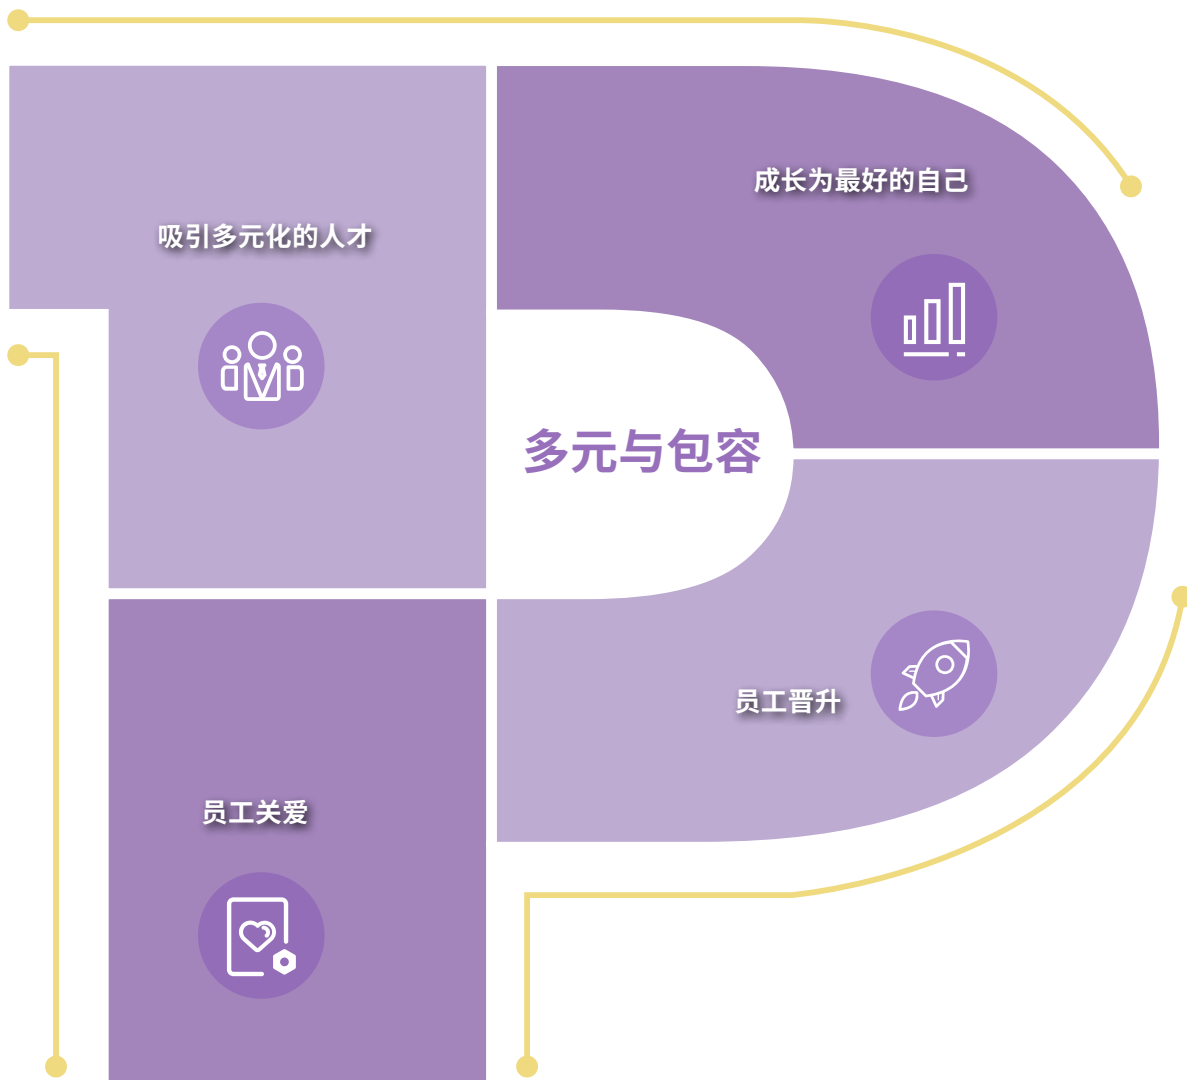 成长为最好的自己
吸引多元化的人才
多元与包容
员工晋升
员工关爱